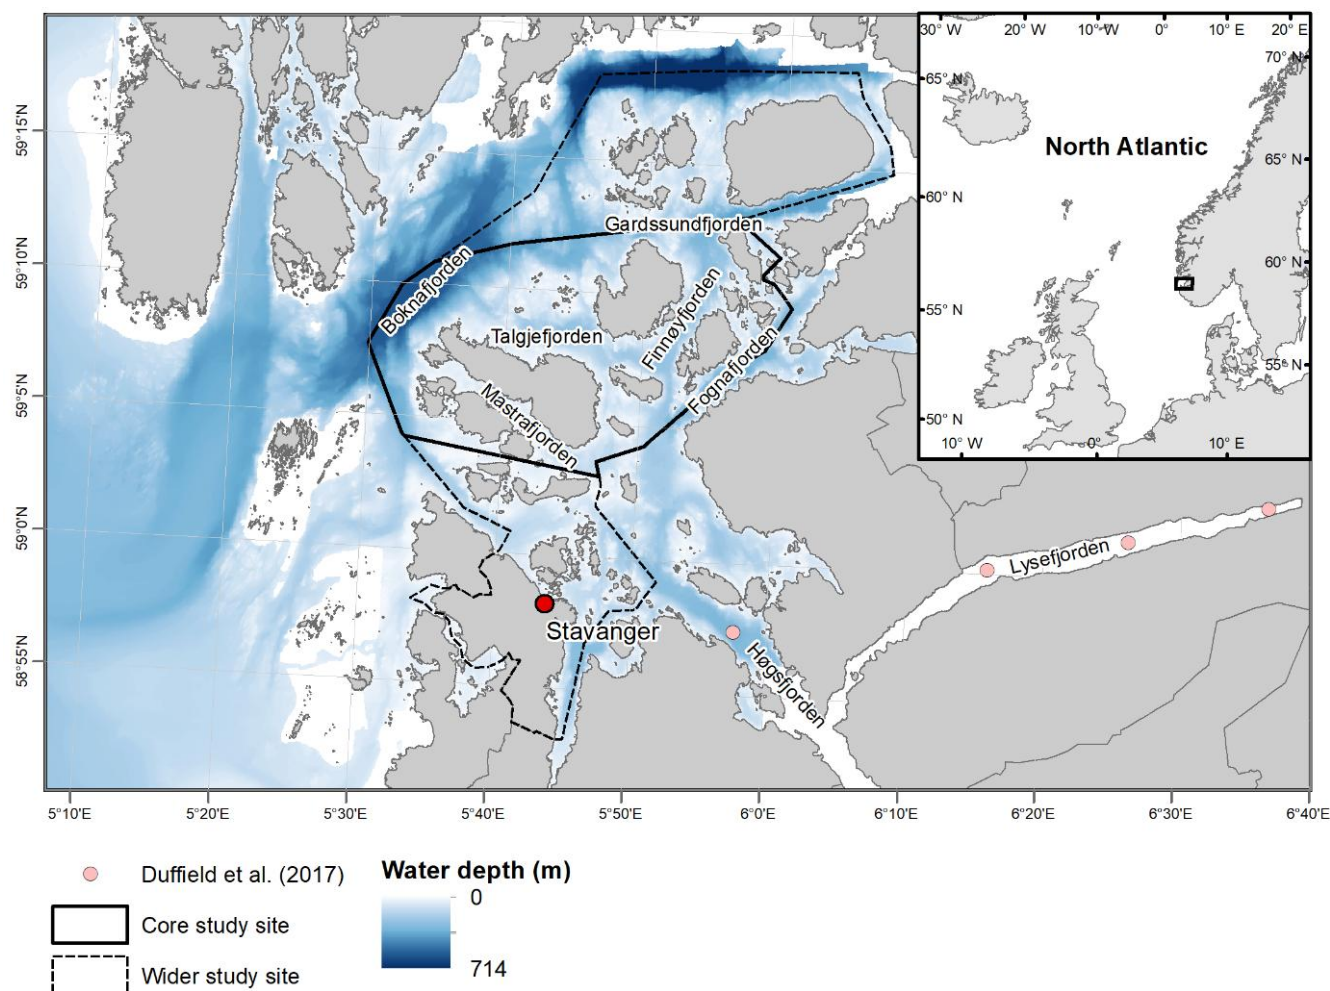 30° W
20° W
10° W
0°
10° E
20° E
70° N
65° N
North Atlantic
65° N
60° N
60° N
55° N
55° N
50° N
10° W
0°
10° E
59°15'N
59°10'N
59°5'N
59°0'N
58°55'N
Gardssundfjorden
Boknafjorden
Finnøyfjorden
Talgjefjorden
Fognafjorden
Mastrafjorden
Lysefjorden
Stavanger
Høgsfjorden
5°10'E
5°20'E
5°30'E
5°40'E
5°50'E
6°0'E
6°10'E
6°20'E
6°30'E
6°40'E
Duffield et al. (2017)
Core study site
Wider study site
Water depth (m)
0
714